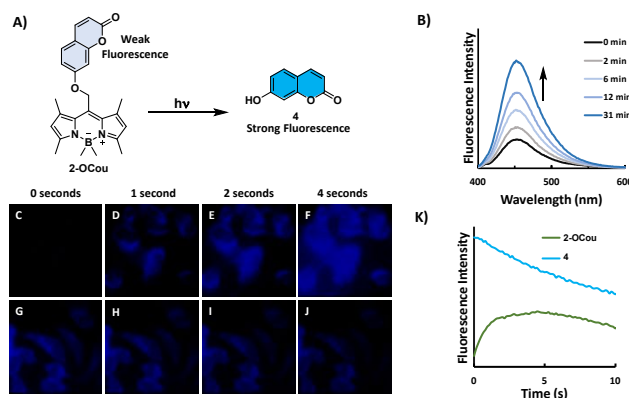 A)
Weak
Fluorescence
O
O
O
N
N
B
-
+
2-OCou
hν
HO
O
O
4
Strong Fluorescence
B)
Fluorescence Intensity
0 min
2 min
6 min
12 min
31 min
400
500
600
Wavelength (nm)
0 seconds
1 second
2 seconds
4 seconds
C
D
E
F
G
H
I
J
K)
Fluorescence Intensity
2-OCou
4
0
5
10
Time (s)